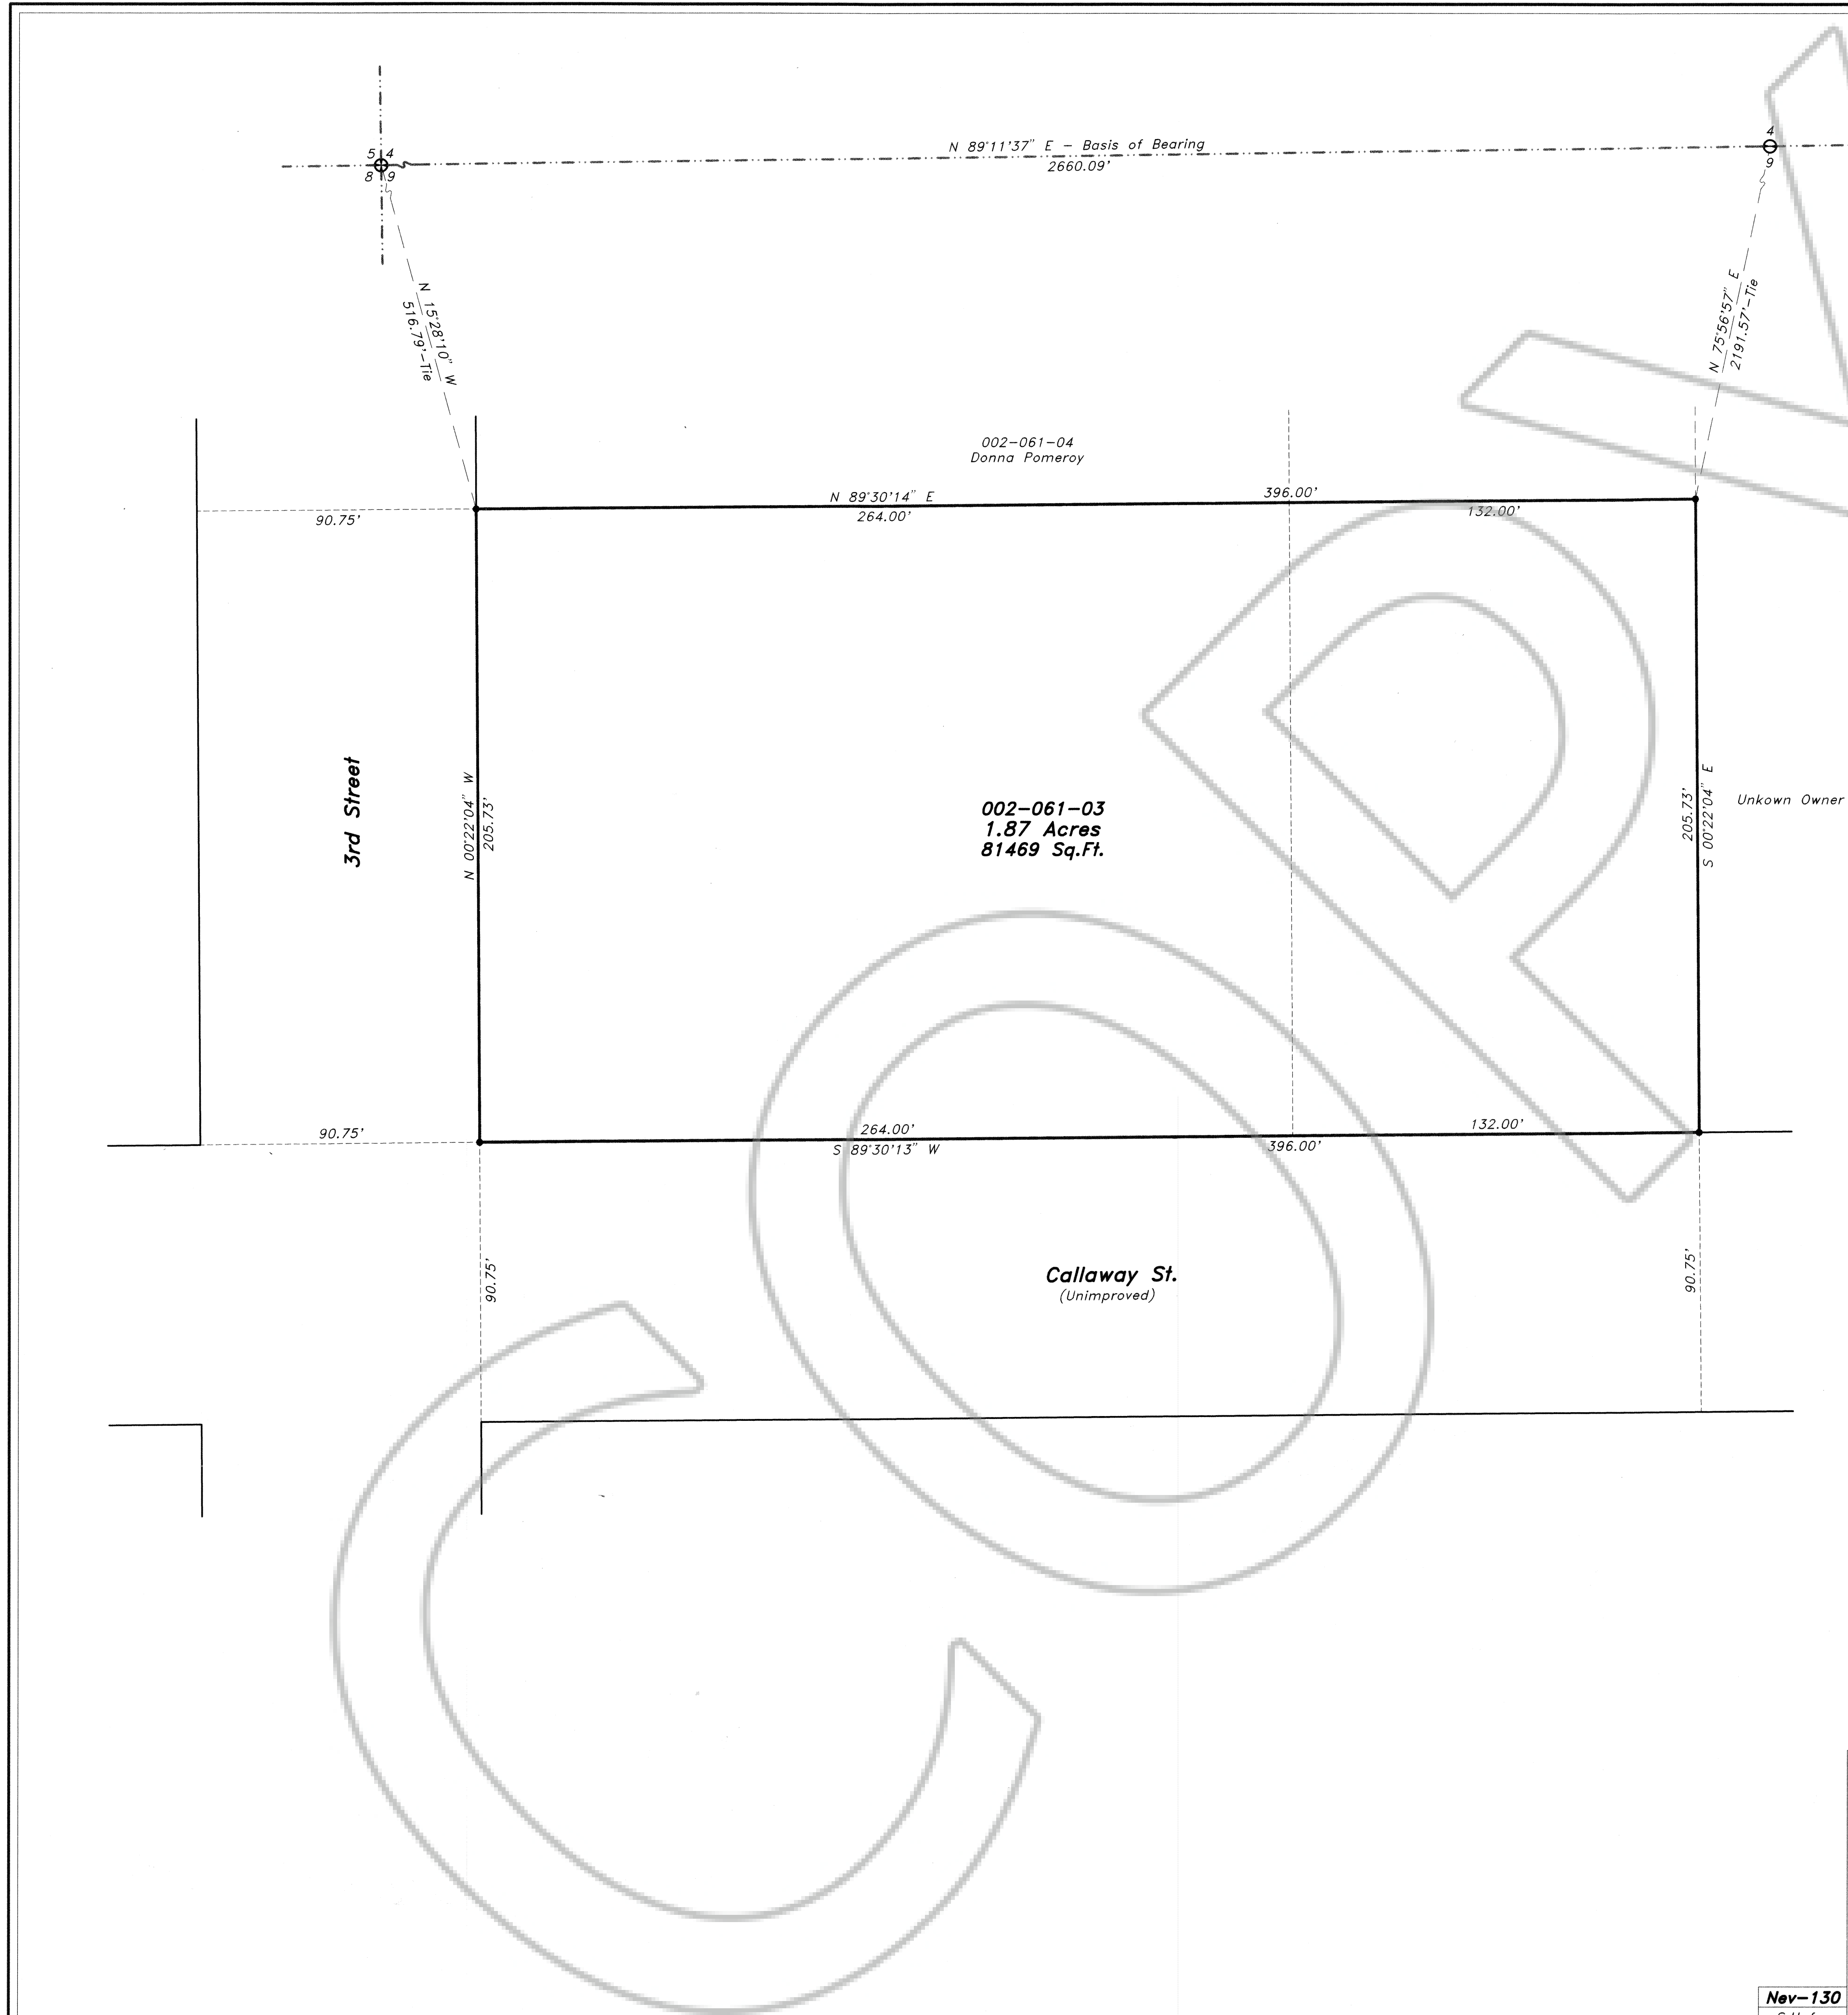 5 4
8 9
N 89°11'37" E - Basis of Bearing
2660.09'
4
9
N 15°28'10" W
516.79'-Tie
N 75°56'57" E
2191.57'-Tie
002-061-04
Donna Pomeroy
90.75'
N 89°30'14" E
264.00'
396.00'
132.00'
3rd Street
N 00°22'04" W
205.73'
002-061-03
1.87 Acres
81469 Sq.Ft.
205.73'
S 00°22'04" E
Unkown Owner
90.75'
264.00'
S 89°30'13" W
396.00'
132.00'
90.75'
Callaway St.
(Unimproved)
90.75'
COP
Nev-130